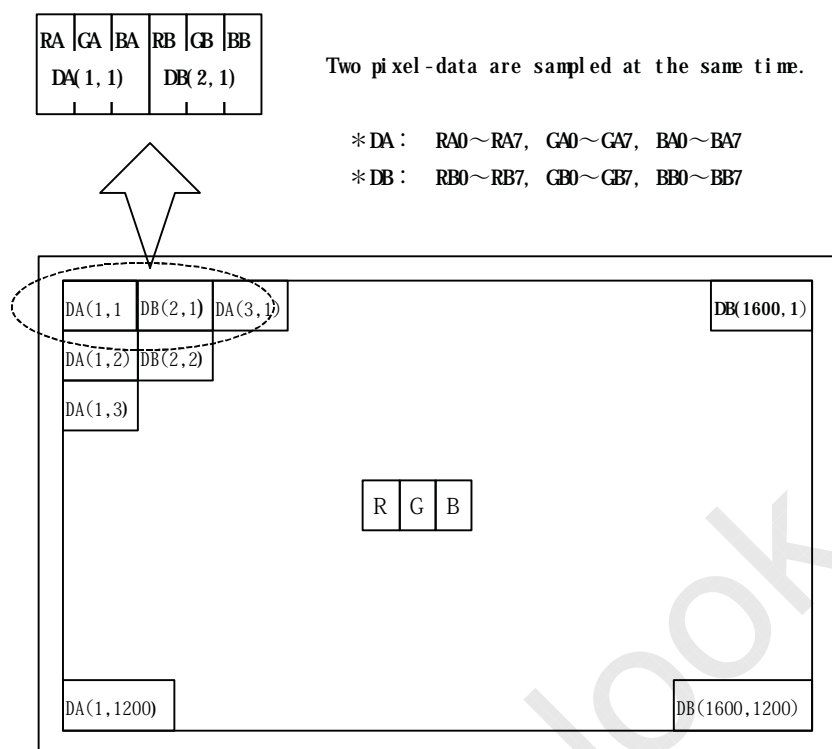 RA GA BA RB GB BB
DA(1,1) DB(2,1)
Two pixel-data are sampled at the same time.
*DA: RA0~RA7, GA0~GA7, BA0~BA7
*DB: RB0~RB7, GB0~GB7, BB0~BB7
DA(1,1 DB(2,1) DA(3,1) DB(1600,1)
DA(1,2) DB(2,2)
DA(1,3)
R G B
DA(1,1200) DB(1600,1200)
look